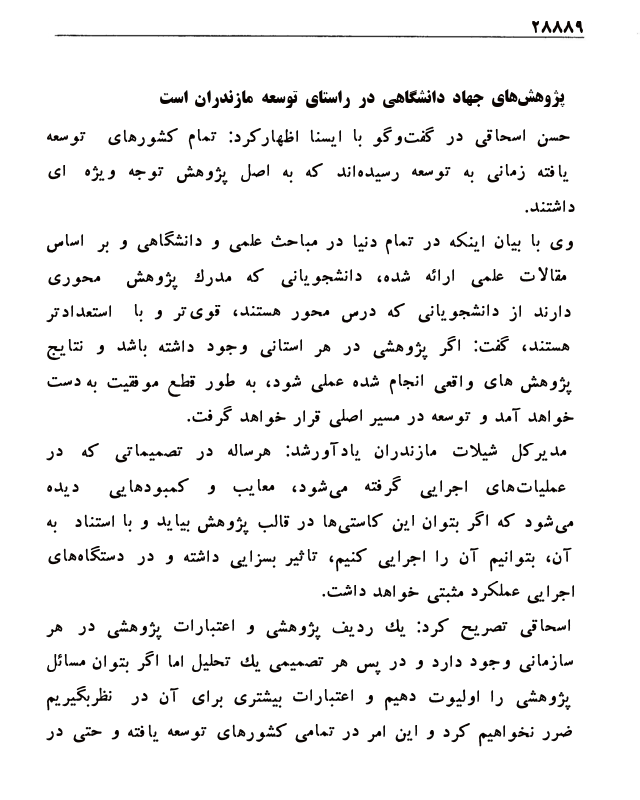 ۲۸۸۸۹
پژوهش‌های جهاد دانشگاهی در راستای توسعه مازندران است
حسن اسحاقی در گفت‌وگو با ایسنا اظهارکرد: تمام کشورهای توسعه
یافته زمانی به توسعه رسیده‌اند که به اصل پژوهش توجه ویژه ای
داشتند.
وی با بیان اینکه در تمام دنیا در مباحث علمی و دانشگاهی و بر اساس
مقالات علمی ارائه شده، دانشجویانی که مدرك پژوهش محوری
دارند از دانشجویانی که درس محور هستند، قوی‌تر و با استعدادتر
هستند، گفت: اگر پژوهشی در هر استانی وجود داشته باشد و نتایج
پژوهش های واقعی انجام شده عملی شود، به طور قطع موفقیت به‌دست
خواهد آمد و توسعه در مسیر اصلی قرار خواهد گرفت.
مدیرکل شیلات مازندران یادآورشد: هرساله در تصمیماتی که در
عملیات‌های اجرایی گرفته می‌شود، معایب و کمبودهایی دیده
می‌شود که اگر بتوان این کاستی‌ها در قالب پژوهش بیاید و با استناد به
آن، بتوانیم آن را اجرایی کنیم، تاثیر بسزایی داشته و در دستگاه‌های
اجرایی عملکرد مثبتی خواهد داشت.
اسحاقی تصریح کرد: یك ردیف پژوهشی و اعتبارات پژوهشی در هر
سازمانی وجود دارد و در پس هر تصمیمی یك تحلیل اما اگر بتوان مسائل
پژوهشی را اولیوت دهیم و اعتبارات بیشتری برای آن در نظربگیریم
ضرر نخواهیم کرد و این امر در تمامی کشورهای توسعه یافته و حتی در